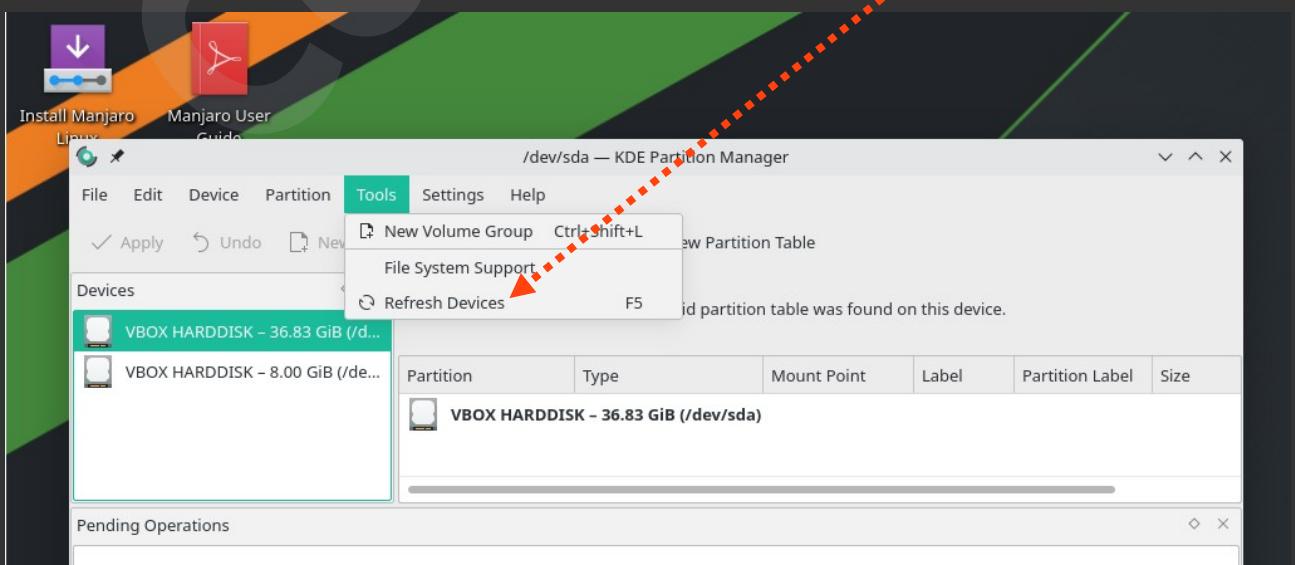 Install Manjaro
Linux
Manjaro User
Guide
/dev/sda — KDE Partition Manager
File Edit Device Partition Tools Settings Help
Apply Undo New
ew Partition Table
New Volume Group Ctrl+Shift+L
File System Support
Refresh Devices F5
Devices
id partition table was found on this device.
VBOX HARDDISK – 36.83 GiB (/d...
VBOX HARDDISK – 8.00 GiB (/de...
Partition Type Mount Point Label Partition Label Size
VBOX HARDDISK – 36.83 GiB (/dev/sda)
Pending Operations